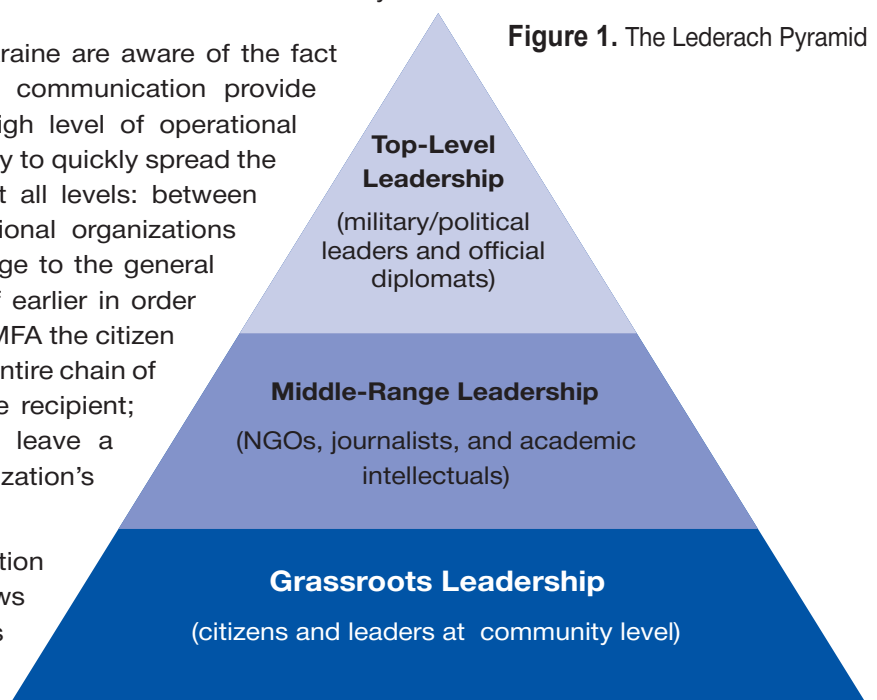 Figure 1. The Lederach Pyramid
raine are aware of the fact
communication provide
igh level of operational
y to quickly spread the
t all levels: between
ional organizations
ge to the general
earlier in order
MFA the citizen
ntire chain of
e recipient;
leave a
zation's
tion
ws
s
Top-Level
Leadership
(military/political
leaders and official
diplomats)
Middle-Range Leadership
(NGOs, journalists, and academic
intellectuals)
Grassroots Leadership
(citizens and leaders at community level)